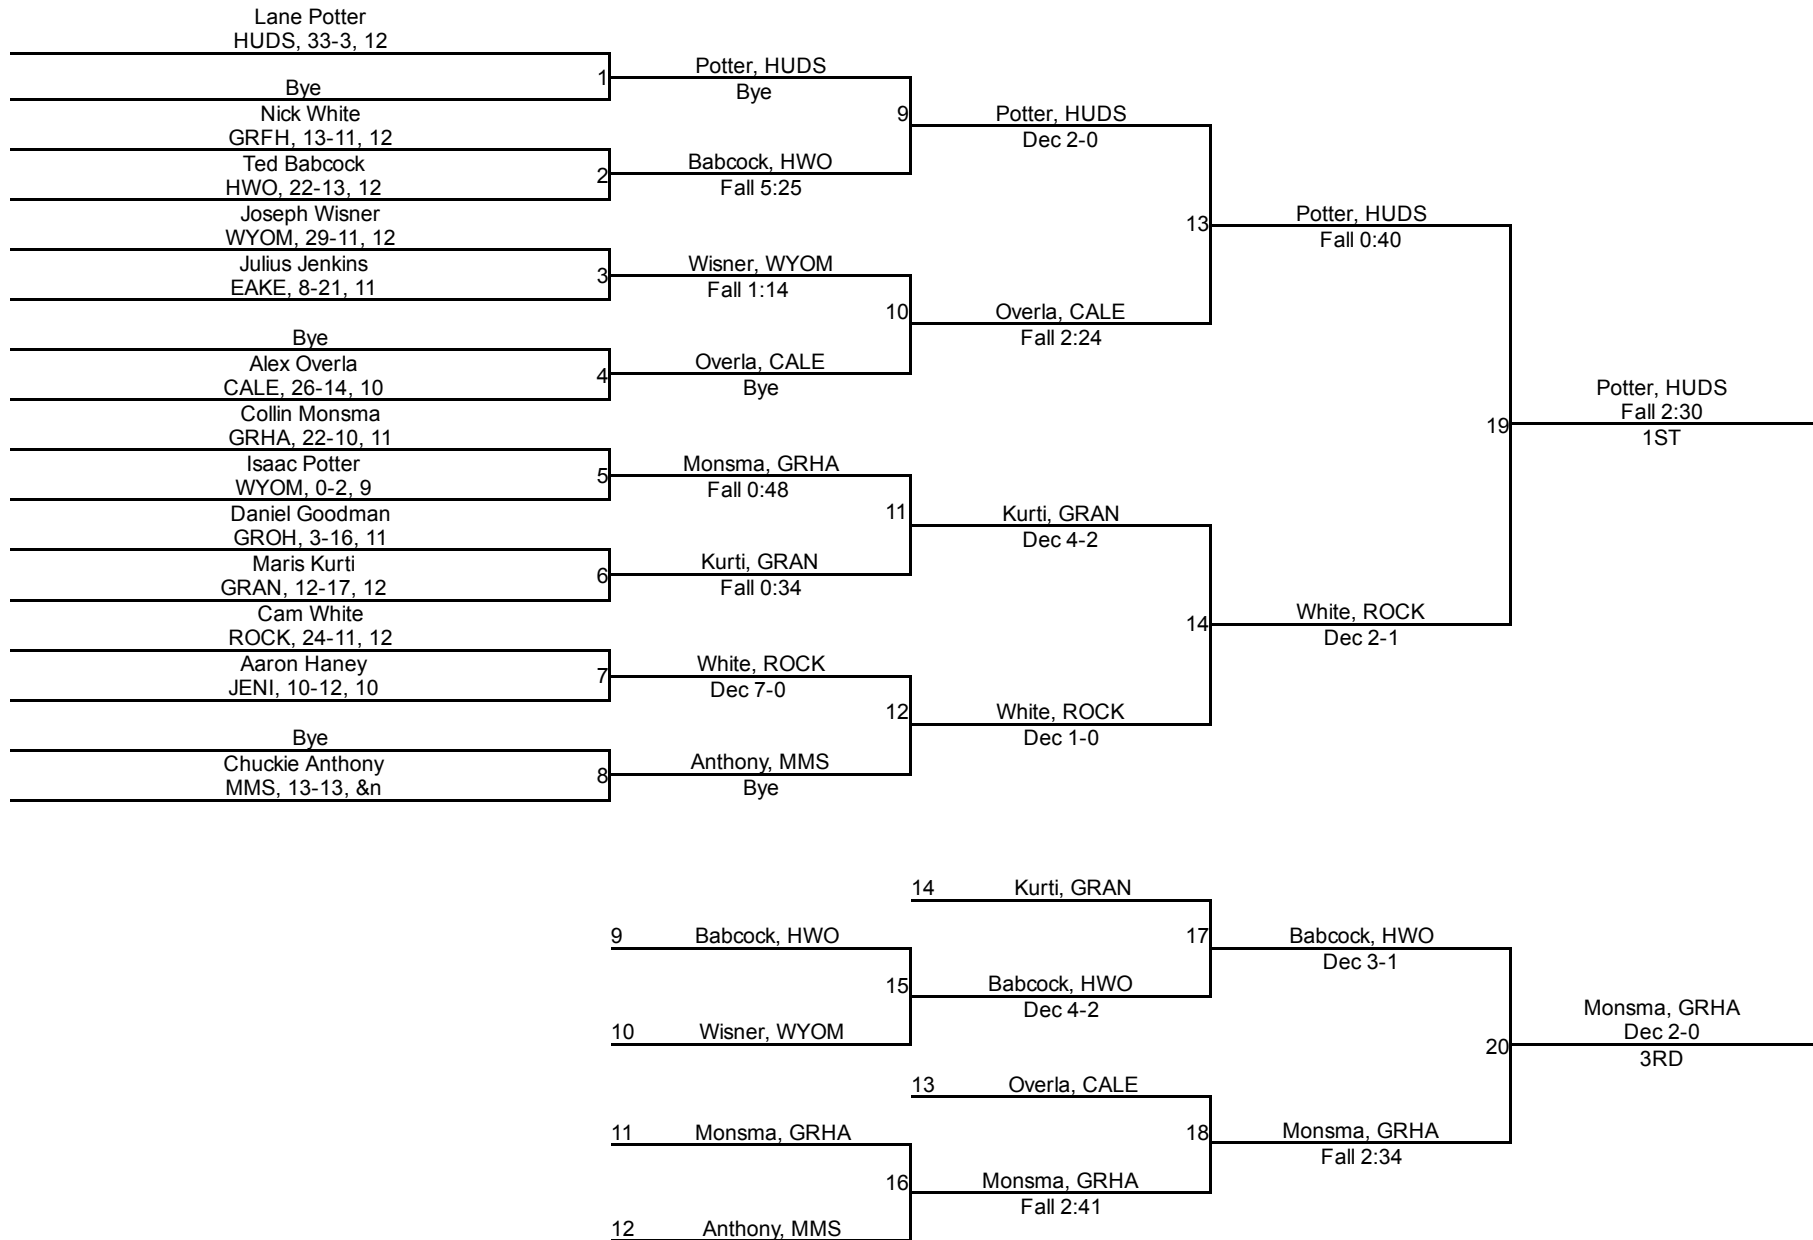 Lane Potter
HUDS, 33-3, 12
Bye
Nick White
GRFH, 13-11, 12
Ted Babcock
HWO, 22-13, 12
Joseph Wisner
WYOM, 29-11, 12
Julius Jenkins
EAKE, 8-21, 11
Bye
Alex Overla
CALE, 26-14, 10
Collin Monsma
GRHA, 22-10, 11
Isaac Potter
WYOM, 0-2, 9
Daniel Goodman
GROH, 3-16, 11
Maris Kurti
GRAN, 12-17, 12
Cam White
ROCK, 24-11, 12
Aaron Haney
JENI, 10-12, 10
Bye
Chuckie Anthony
MMS, 13-13, &n
1
2
3
4
5
6
7
8
Potter, HUDS
Bye
Babcock, HWO
Fall 5:25
Wisner, WYOM
Fall 1:14
Overla, CALE
Bye
Monsma, GRHA
Fall 0:48
Kurti, GRAN
Fall 0:34
White, ROCK
Dec 7-0
Anthony, MMS
Bye
9
10
11
12
Potter, HUDS
Dec 2-0
Overla, CALE
Fall 2:24
Kurti, GRAN
Dec 4-2
White, ROCK
Dec 1-0
13
14
Potter, HUDS
Fall 0:40
White, ROCK
Dec 2-1
19
Potter, HUDS
Fall 2:30
1ST
9 Babcock, HWO
10 Wisner, WYOM
11 Monsma, GRHA
12 Anthony, MMS
15
16
14 Kurti, GRAN
Babcock, HWO
Dec 4-2
13 Overla, CALE
Monsma, GRHA
Fall 2:41
17
18
Babcock, HWO
Dec 3-1
Monsma, GRHA
Fall 2:34
20
Monsma, GRHA
Dec 2-0
3RD